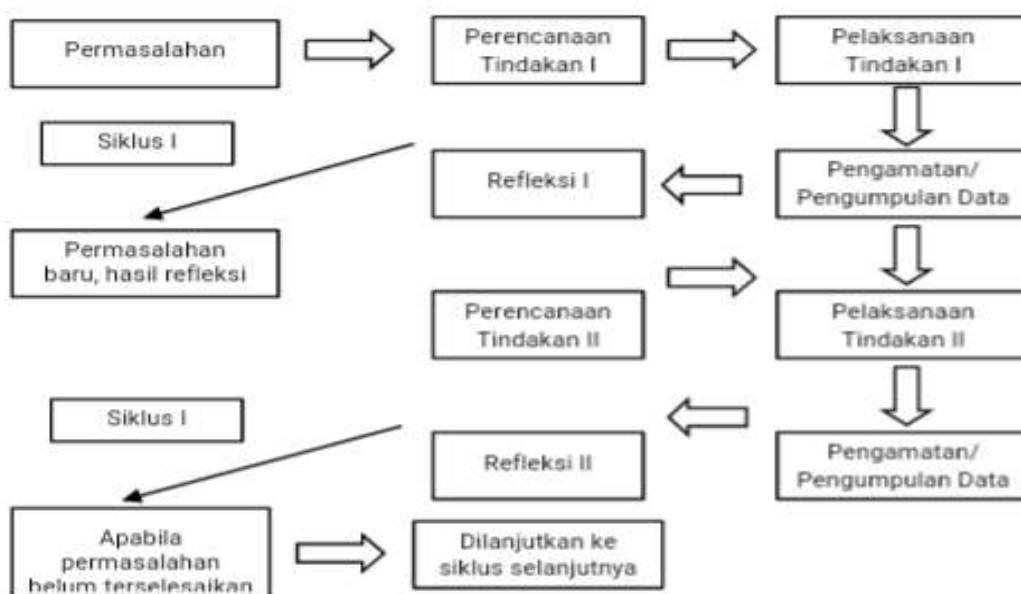 Permasalahan
Perencanaan
Tindakan I
Pelaksanaan
Tindakan I
Siklus I
Refleksi I
Pengamatan/
Pengumpulan Data
Permasalahan
baru, hasil refleksi
Perencanaan
Tindakan II
Pelaksanaan
Tindakan II
Siklus I
Refleksi II
Pengamatan/
Pengumpulan Data
Apabila
permasalahan
belum terselesaikan
Dilanjutkan ke
siklus selanjutnya